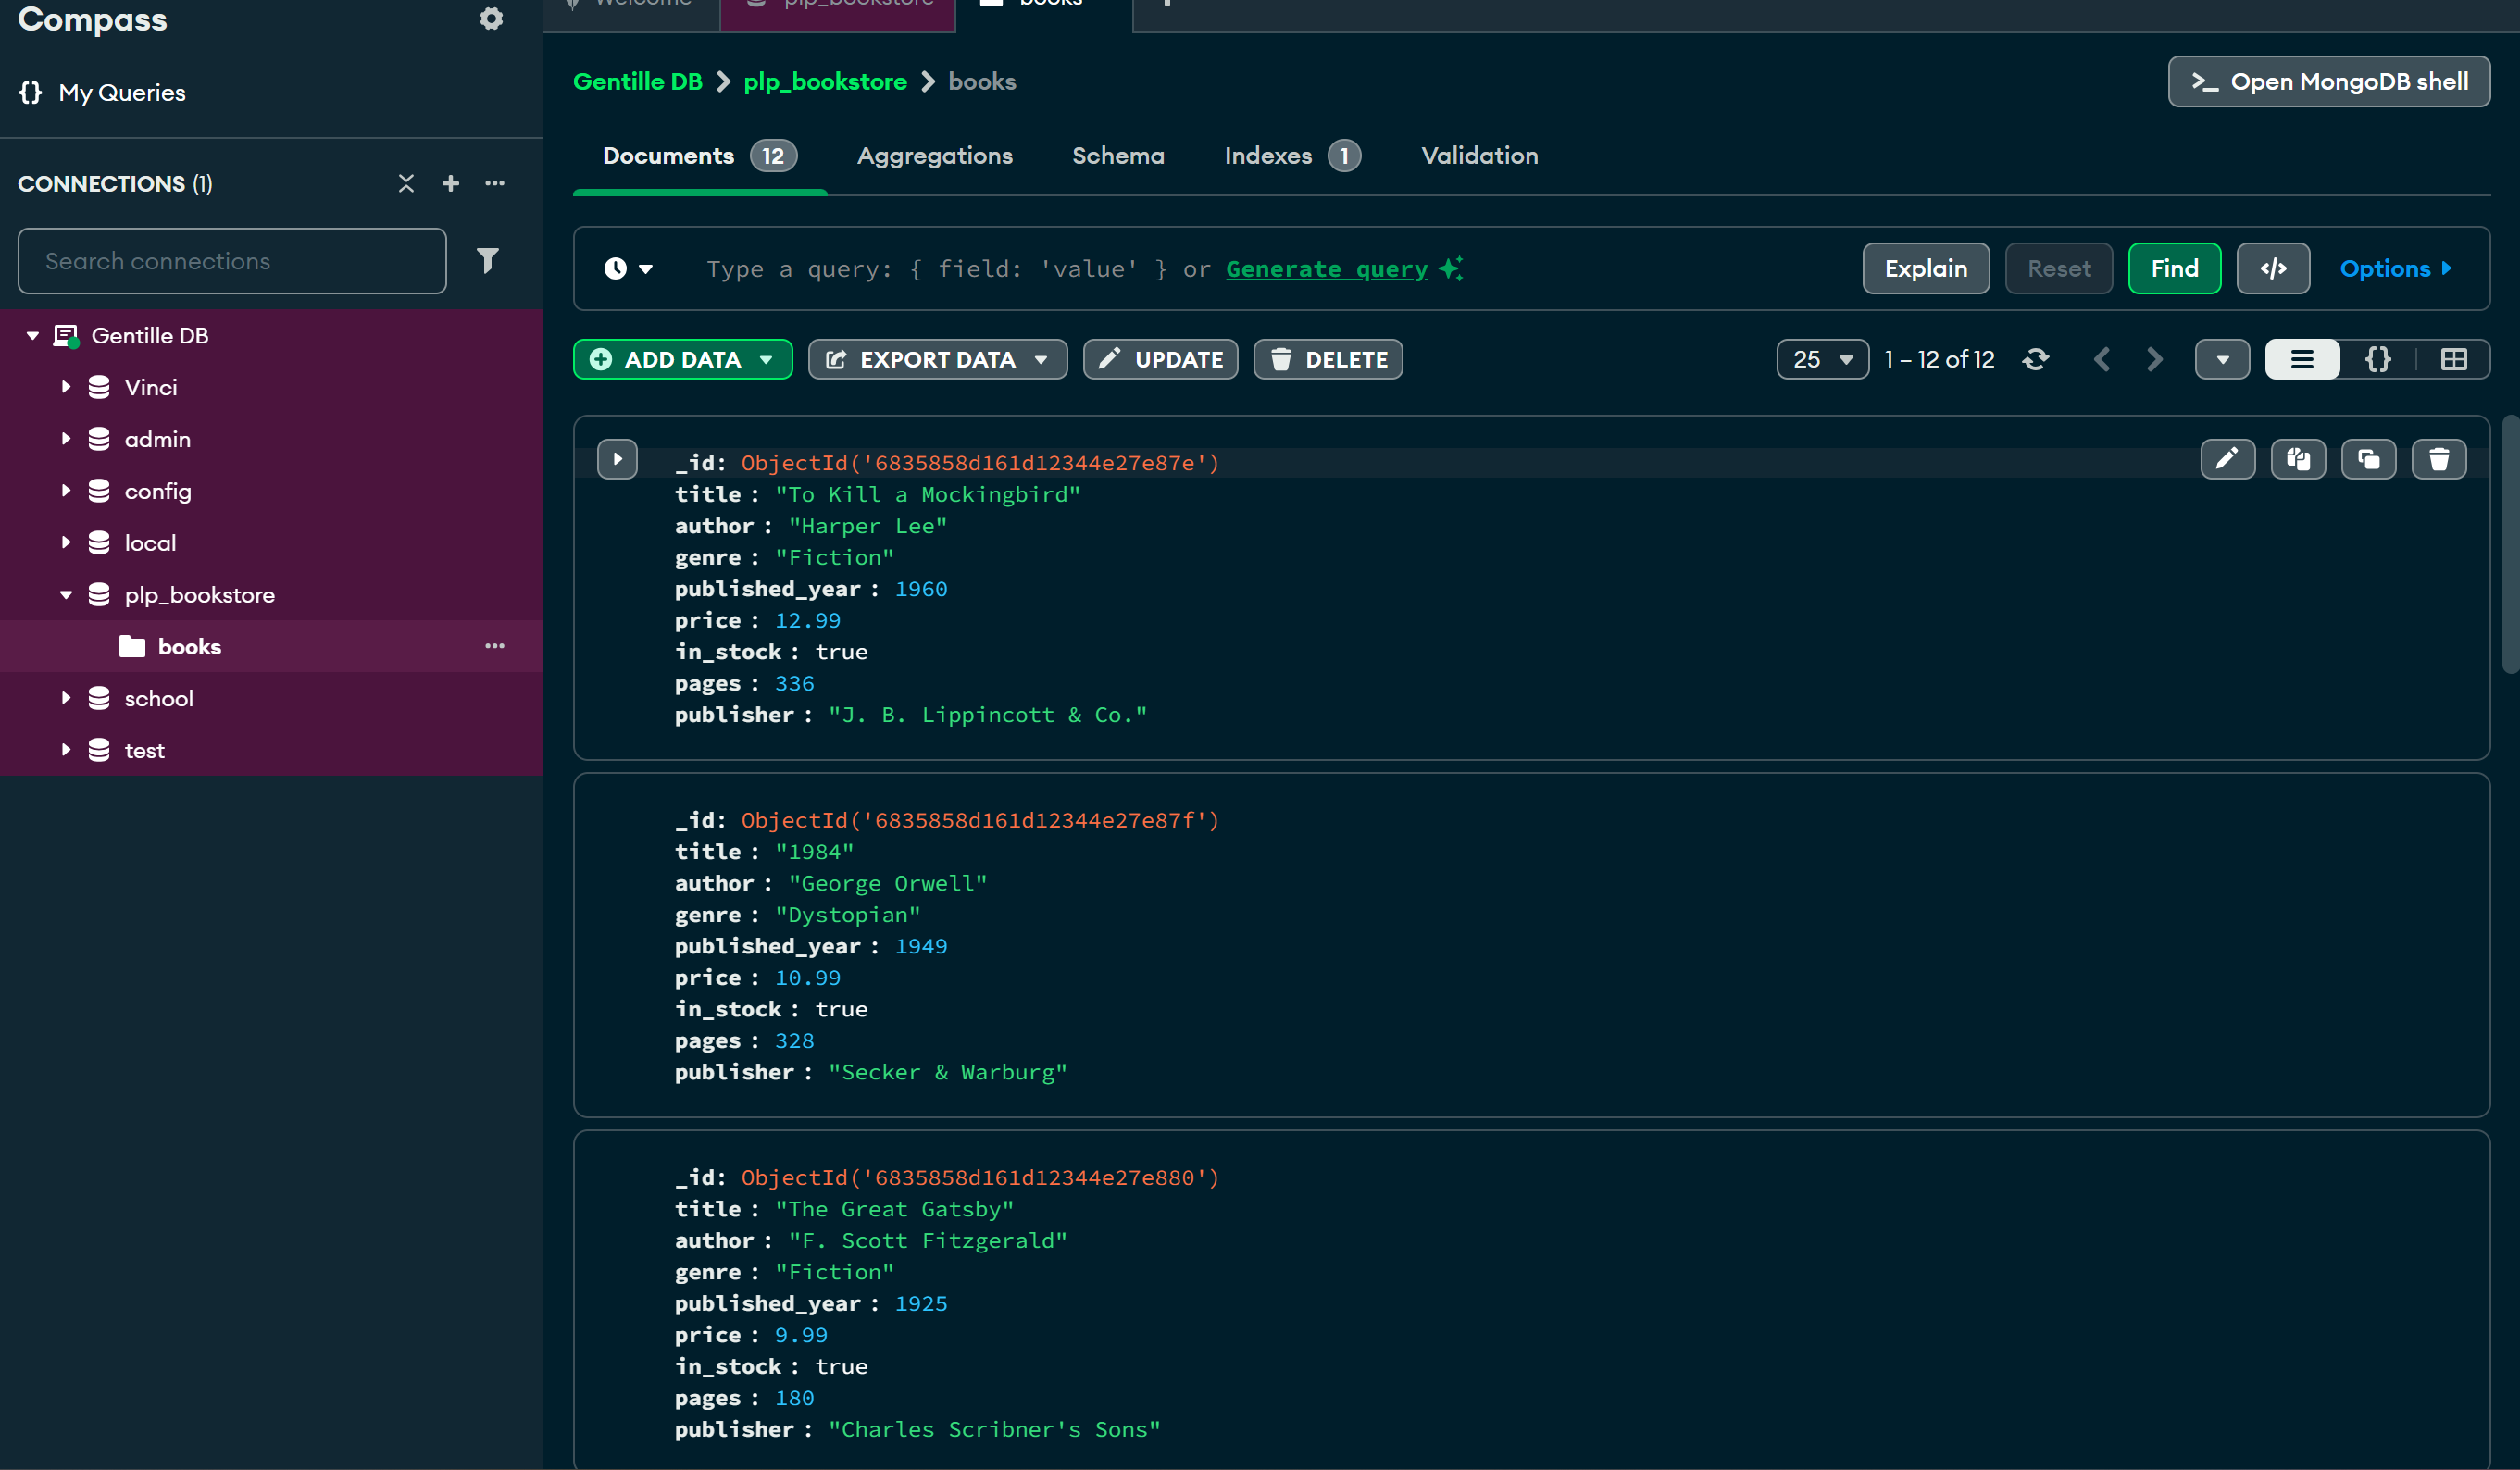 Compass
My Queries
CONNECTIONS (1)
Search connections
Gentille DB
Vinci
admin
config
local
plp_bookstore
books
school
test
Welcome
plp_bookstore
books
Gentille DB
plp_bookstore
books
>_ Open MongoDB shell
Documents 12
Aggregations
Schema
Indexes 1
Validation
Type a query: { field: 'value' } or Generate query
Explain
Reset
Find
</>
Options
ADD DATA
EXPORT DATA
UPDATE
DELETE
25
1 – 12 of 12
{}
_id: ObjectId('6835858d161d12344e27e87e')
title : "To Kill a Mockingbird"
author : "Harper Lee"
genre : "Fiction"
published_year : 1960
price : 12.99
in_stock : true
pages : 336
publisher : "J. B. Lippincott & Co."
_id: ObjectId('6835858d161d12344e27e87f')
title : "1984"
author : "George Orwell"
genre : "Dystopian"
published_year : 1949
price : 10.99
in_stock : true
pages : 328
publisher : "Secker & Warburg"
_id: ObjectId('6835858d161d12344e27e880')
title : "The Great Gatsby"
author : "F. Scott Fitzgerald"
genre : "Fiction"
published_year : 1925
price : 9.99
in_stock : true
pages : 180
publisher : "Charles Scribner's Sons"